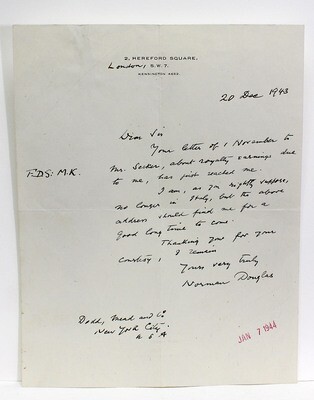 2, HEREFORD SQUARE,
London, S.W.7.
20 Dec 1943
Dear Sir
Your letter of 1 November to
FDS: M.K.
Mr. Secker, about royalty earnings due
to me, has just reached me.
I am, as you rightly suppose,
no longer in Italy, but the above
address should find me for a
good long time to come.
Thanking you for your
courtesy, I remain
Yours very truly
Norman Douglas
Dodd, Mead and Co
New York City.
U S A
JAN 7 1944